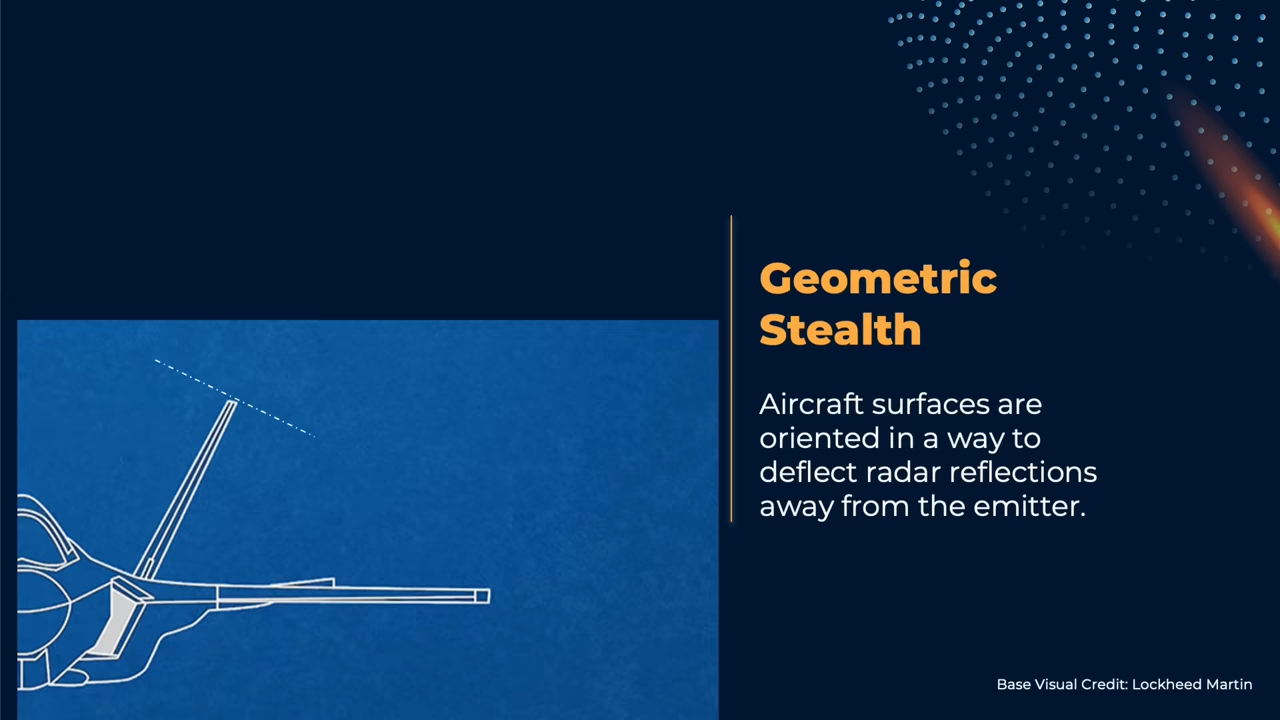 Geometric
Stealth
Aircraft surfaces are
oriented in a way to
deflect radar reflections
away from the emitter.
Base Visual Credit: Lockheed Martin